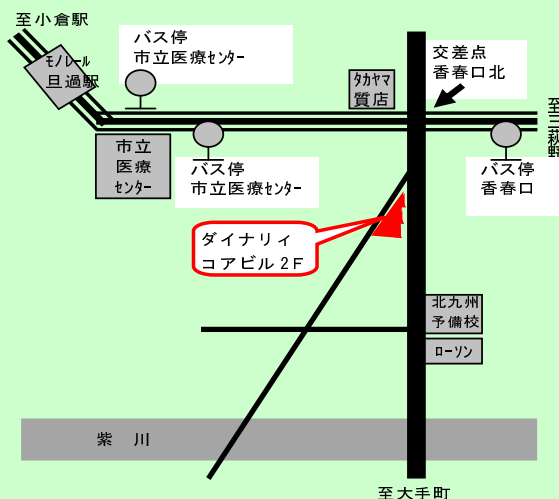 至小倉駅
バス停
市立医療センター
モノレール
旦過駅
タカヤマ
質店
交差点
香春口北
至三萩野
市立
医療
センター
バス停
市立医療センター
バス停
香春口
ダイナリィ
コアビル2F
北九州
予備校
ローソン
紫 川
至大手町